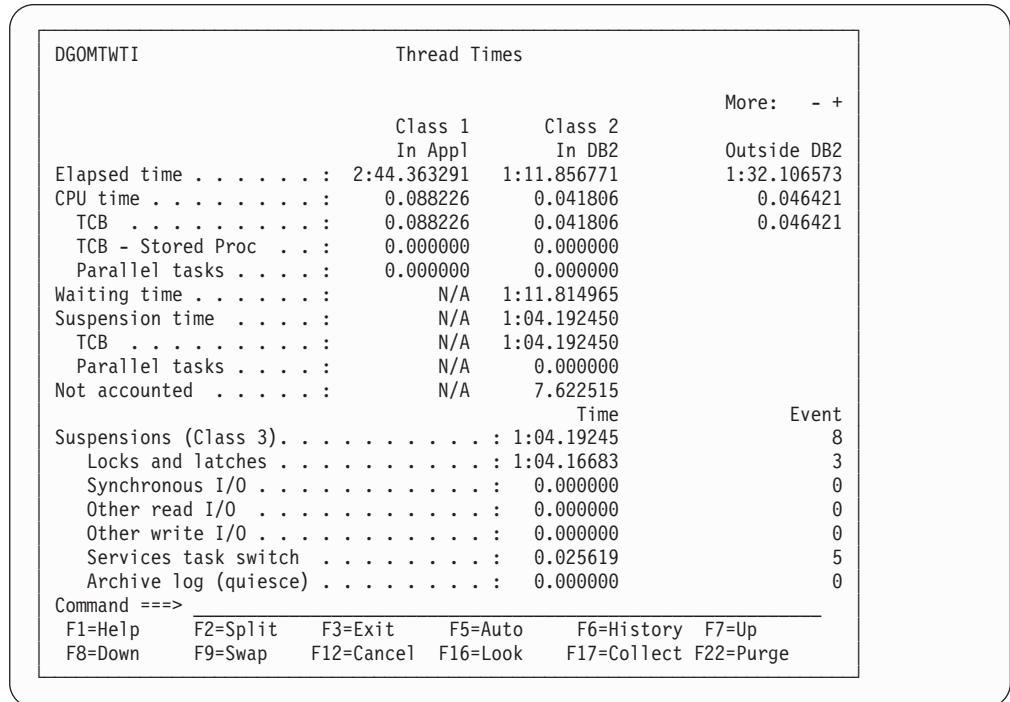 DGOMTWTI                         Thread Times
More:   - +
Class 1        Class 2
In Appl         In DB2          Outside DB2
Elapsed time . . . . . . :  2:44.363291   1:11.856771          1:32.106573
CPU time . . . . . . . . :     0.088226      0.041806             0.046421
TCB  . . . . . . . . . :     0.088226      0.041806             0.046421
TCB - Stored Proc  . . :     0.000000      0.000000
Parallel tasks . . . . :     0.000000      0.000000
Waiting time . . . . . . :          N/A   1:11.814965
Suspension time  . . . . :          N/A   1:04.192450
TCB  . . . . . . . . . :          N/A   1:04.192450
Parallel tasks . . . . :          N/A      0.000000
Not accounted  . . . . . :          N/A      7.622515
Time                Event
Suspensions (Class 3). . . . . . . . . . . : 1:04.19245                    8
Locks and latches . . . . . . . . . . . : 1:04.16683                    3
Synchronous I/O . . . . . . . . . . . . :   0.000000                    0
Other read I/O  . . . . . . . . . . . . :   0.000000                    0
Other write I/O . . . . . . . . . . . . :   0.000000                    0
Services task switch  . . . . . . . . . :   0.025619                    5
Archive log (quiesce) . . . . . . . . . :   0.000000                    0
Command ===>
F1=Help      F2=Split    F3=Exit     F5=Auto      F6=History  F7=Up
F8=Down      F9=Swap    F12=Cancel  F16=Look     F17=Collect F22=Purge